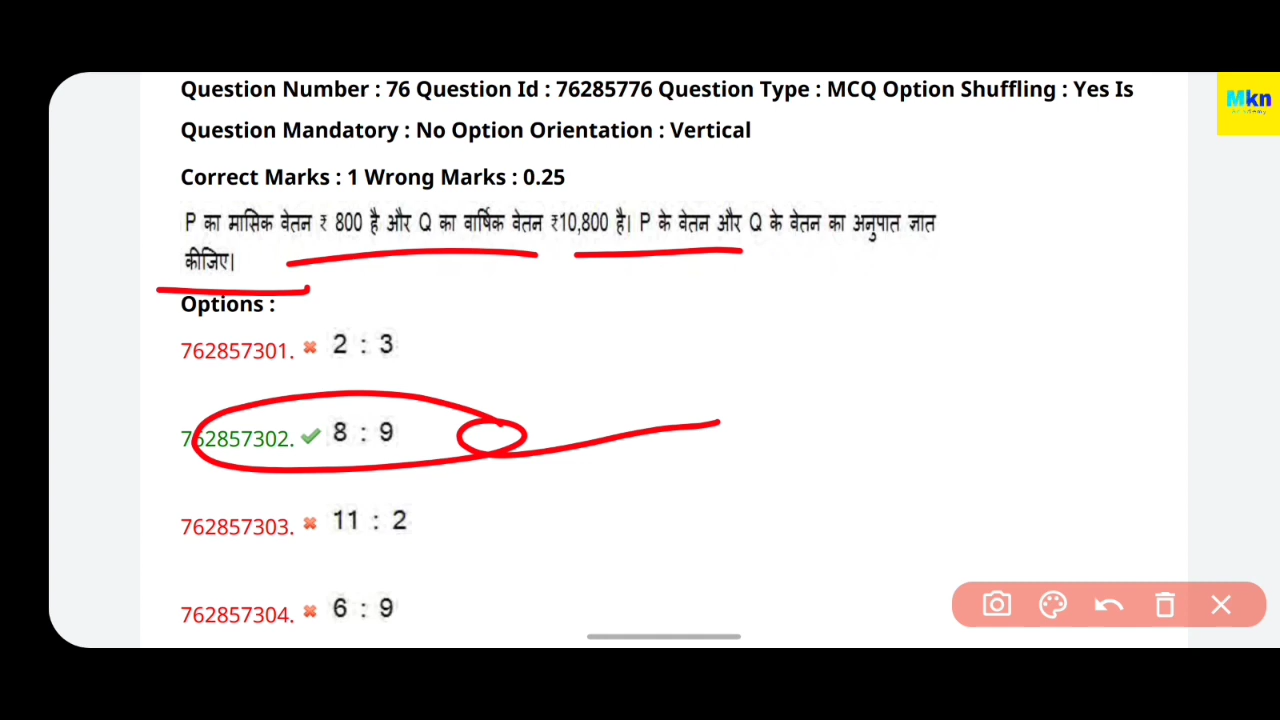 Question Number : 76 Question Id : 76285776 Question Type : MCQ Option Shuffling : Yes Is
Question Mandatory : No Option Orientation : Vertical
Correct Marks : 1 Wrong Marks : 0.25
P का मासिक वेतन ₹ 800 है और Q का वार्षिक वेतन ₹10,800 है। P के वेतन और Q के वेतन का अनुपात ज्ञात
कीजिए।
Options :
762857301. 2 : 3
762857302. 8 : 9
762857303. 11 : 2
762857304. 6 : 9
Mkn
Academy